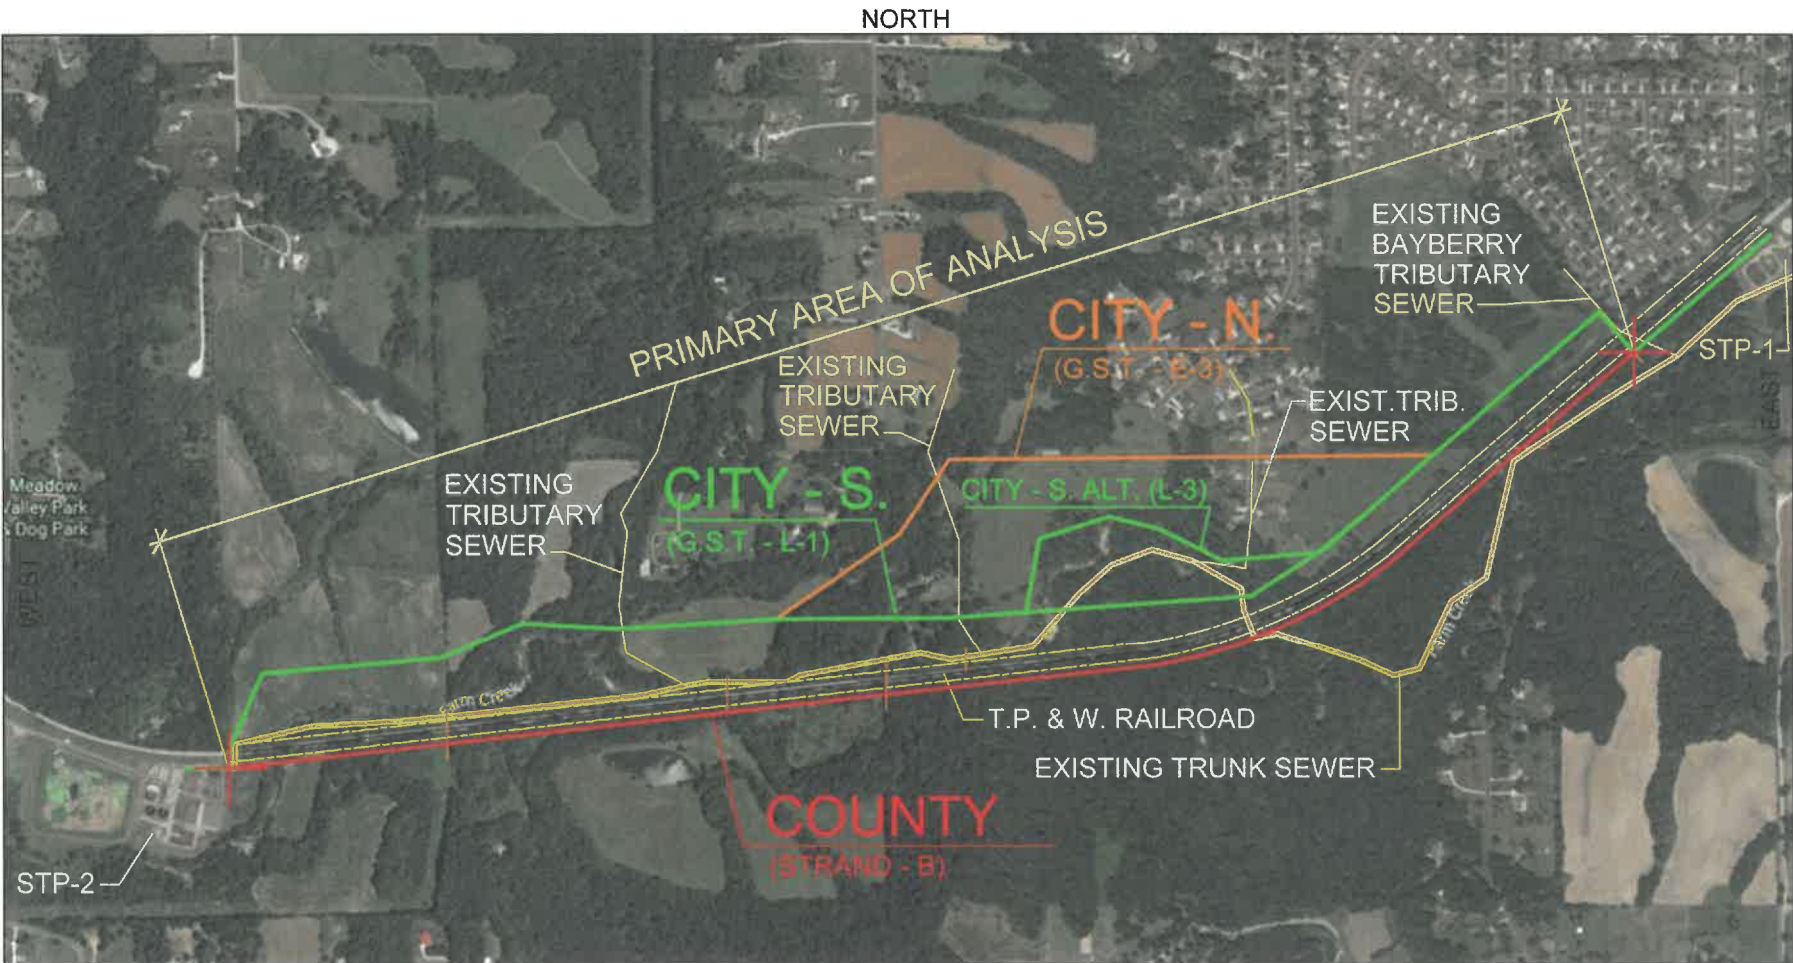 NORTH
PRIMARY AREA OF ANALYSIS
EXISTING
BAYBERRY
TRIBUTARY
SEWER
CITY - N.
(G.S.T. - E-3)
STP-1
EAST
EXISTING
TRIBUTARY
SEWER
EXIST.TRIB.
SEWER
Meadow
Valley Park
& Dog Park
EXISTING
TRIBUTARY
SEWER
CITY - S.
(G.S.T. - L-1)
CITY - S. ALT. (L-3)
WEST
Farm Creek
Farm Creek
T.P. & W. RAILROAD
EXISTING TRUNK SEWER
COUNTY
(STRAND - B)
STP-2